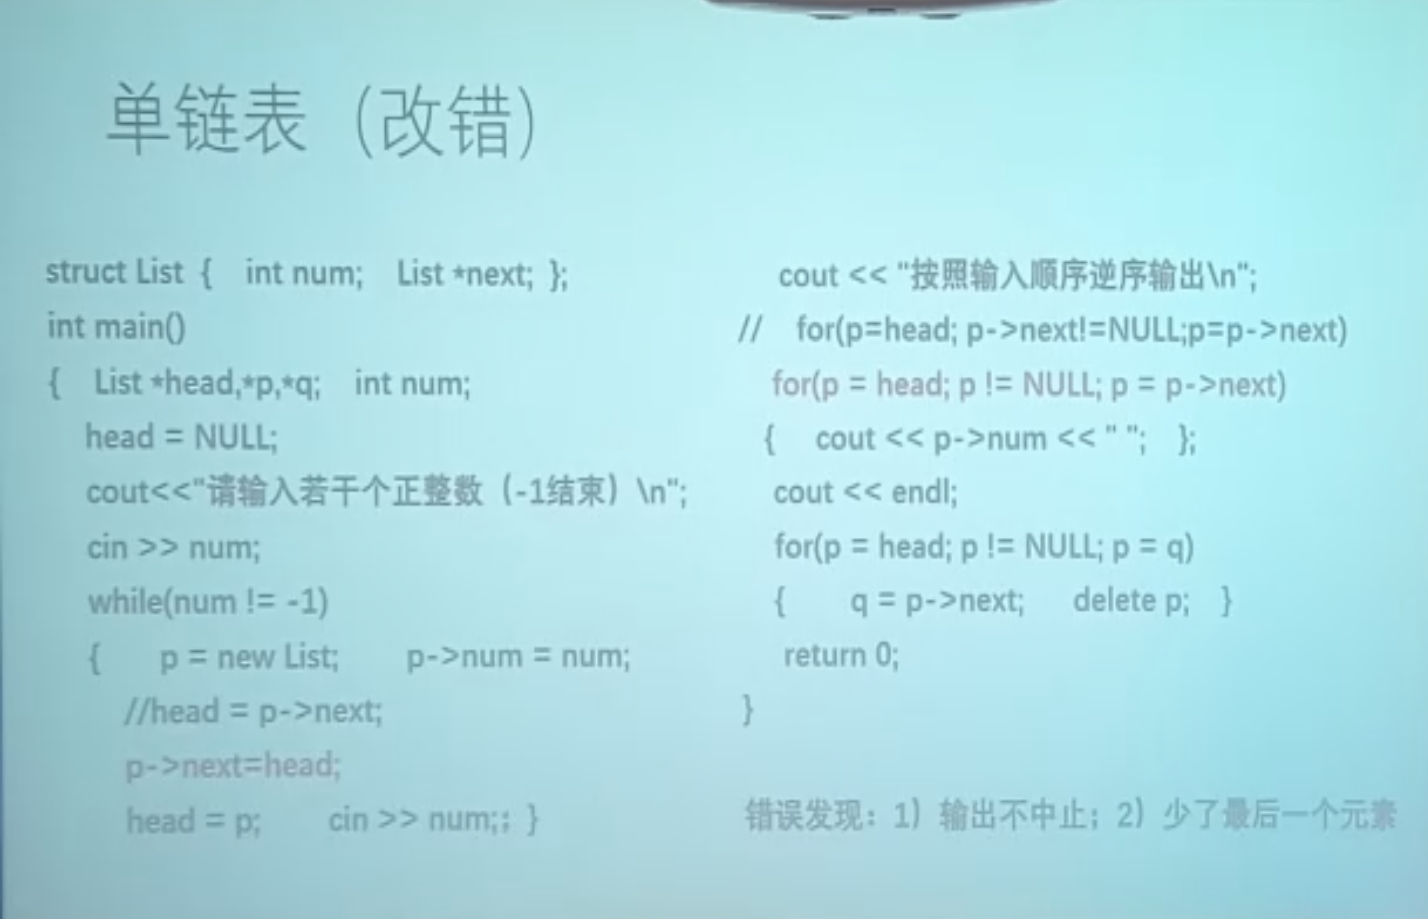 单链表（改错）
struct List { int num; List *next; };
int main()
{ List *head,*p,*q; int num;
head = NULL;
cout<<"请输入若干个正整数（-1结束）\n";
cin >> num;
while(num != -1)
{ p = new List; p->num = num;
//head = p->next;
p->next=head;
head = p; cin >> num;; }
cout << "按照输入顺序逆序输出\n";
// for(p=head; p->next!=NULL;p=p->next)
for(p = head; p != NULL; p = p->next)
{ cout << p->num << " "; };
cout << endl;
for(p = head; p != NULL; p = q)
{ q = p->next; delete p; }
return 0;
}
错误发现：1）输出不中止；2）少了最后一个元素